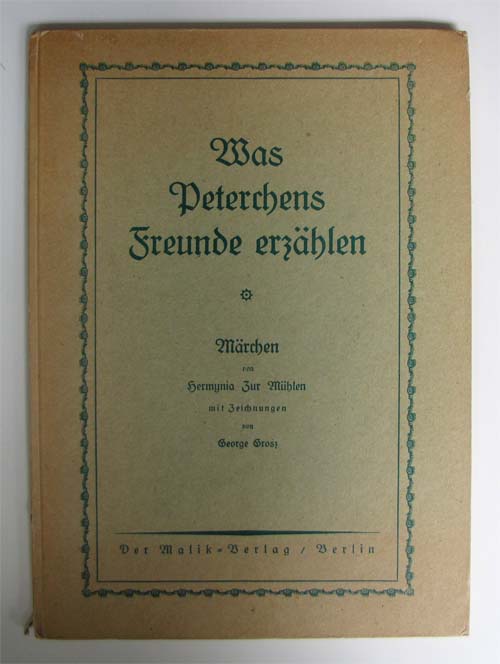 Was
Peterchens
Freunde erzählen
Märchen
von
Hermynia Zur Mühlen
mit Zeichnungen
von
George Grosz
Der Malik-Verlag / Berlin